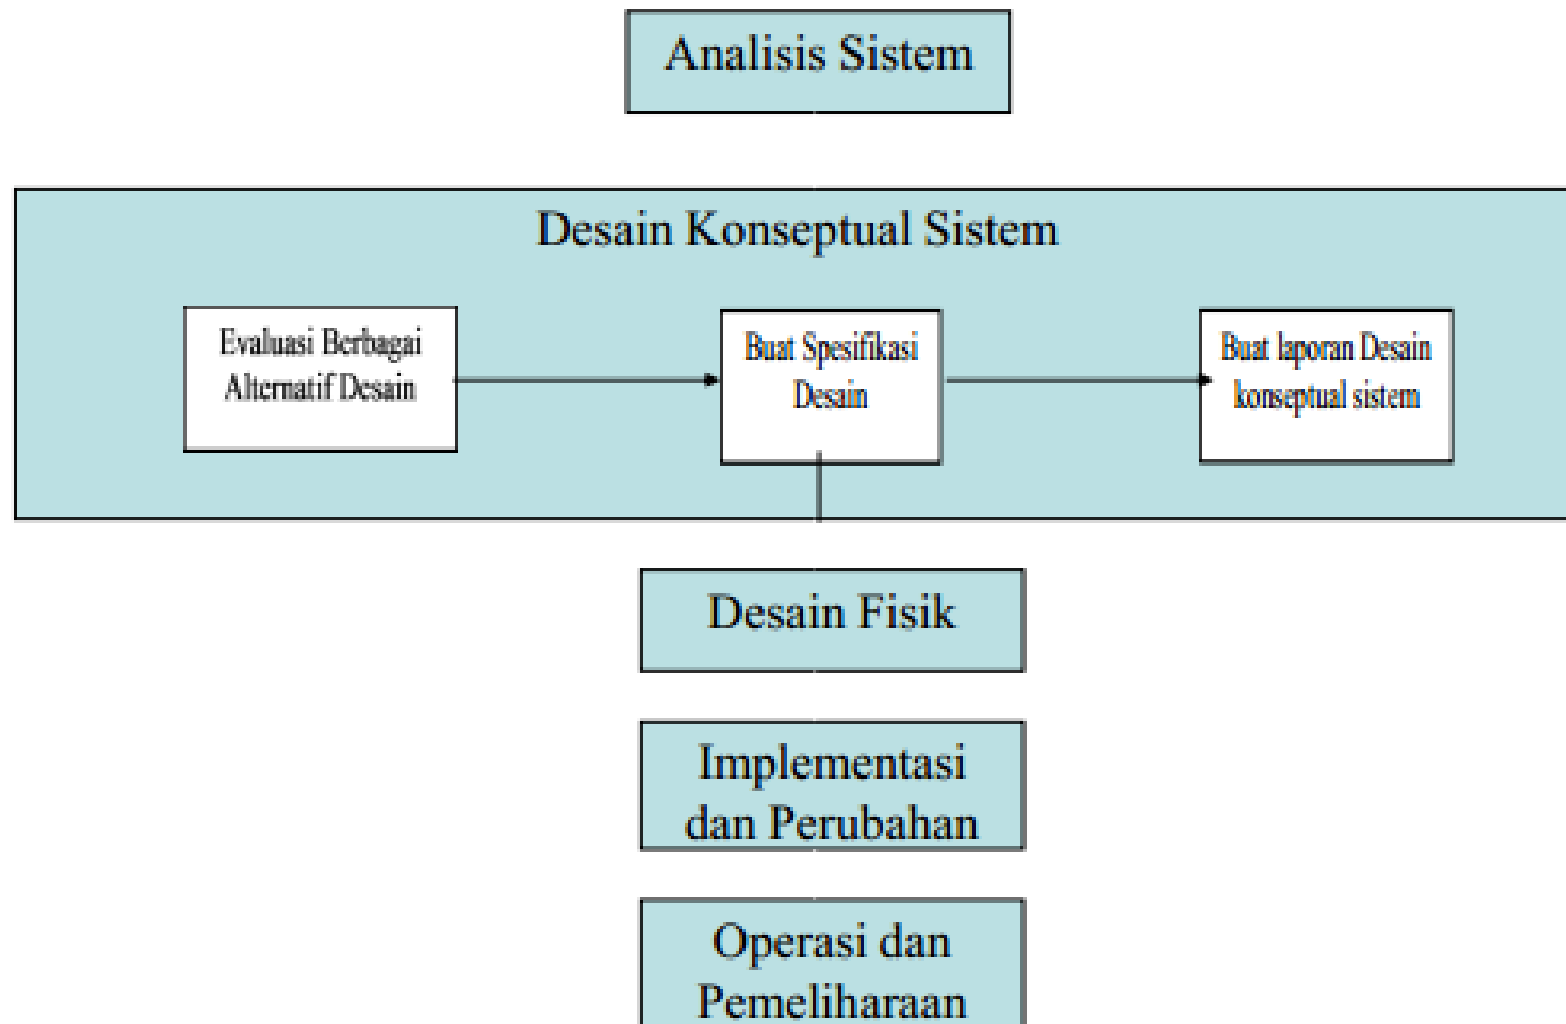 Analisis Sistem
Desain Konseptual Sistem
Evaluasi Berbagai
Alternatif Desain
Buat Spesifikasi
Desain
Buat laporan Desain
konseptual sistem
Desain Fisik
Implementasi
dan Perubahan
Operasi dan
Pemeliharaan